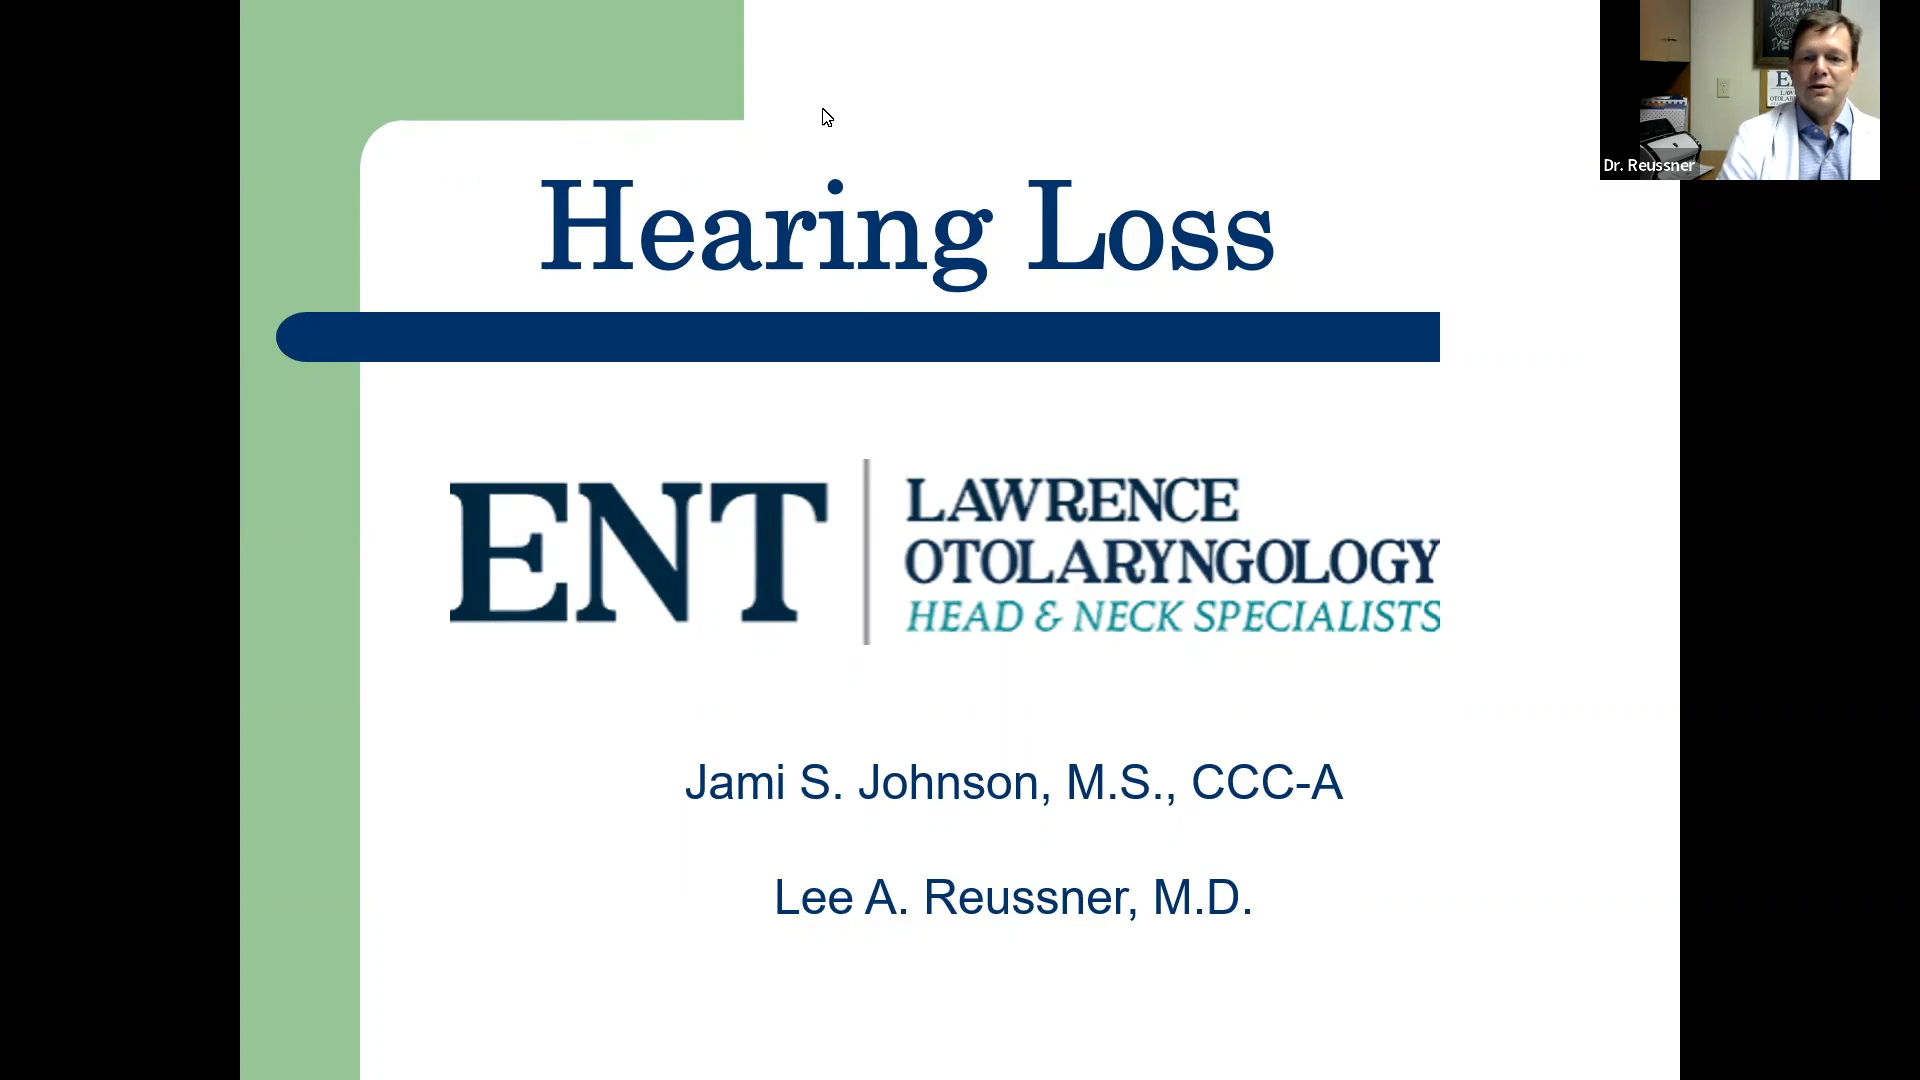 Hearing Loss
ENT
LAWRENCE
OTOLARYNGOLOGY
HEAD & NECK SPECIALISTS
Jami S. Johnson, M.S., CCC-A
Lee A. Reussner, M.D.
Dr. Reussner